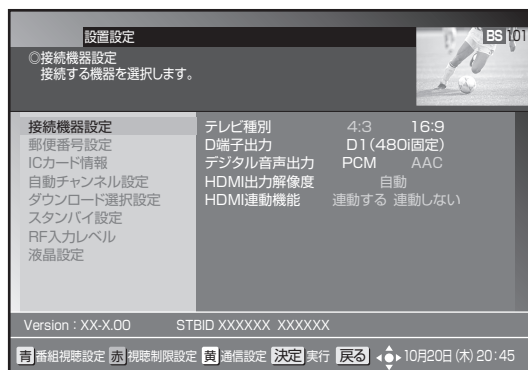 設置設定
BS 101
◎接続機器設定
接続する機器を選択します。
接続機器設定
郵便番号設定
ICカード情報
自動チャンネル設定
ダウンロード選択設定
スタンバイ設定
RF入力レベル
液晶設定
テレビ種別 4:3 16:9
D端子出力 D1(480i固定)
デジタル音声出力 PCM AAC
HDMI出力解像度 自動
HDMI連動機能 連動する 連動しない
Version：XX-X.00 STBID XXXXXX XXXXXX
青 番組視聴設定 赤 視聴制限設定 黄 通信設定 決定 実行 戻る 10月20日(木) 20:45